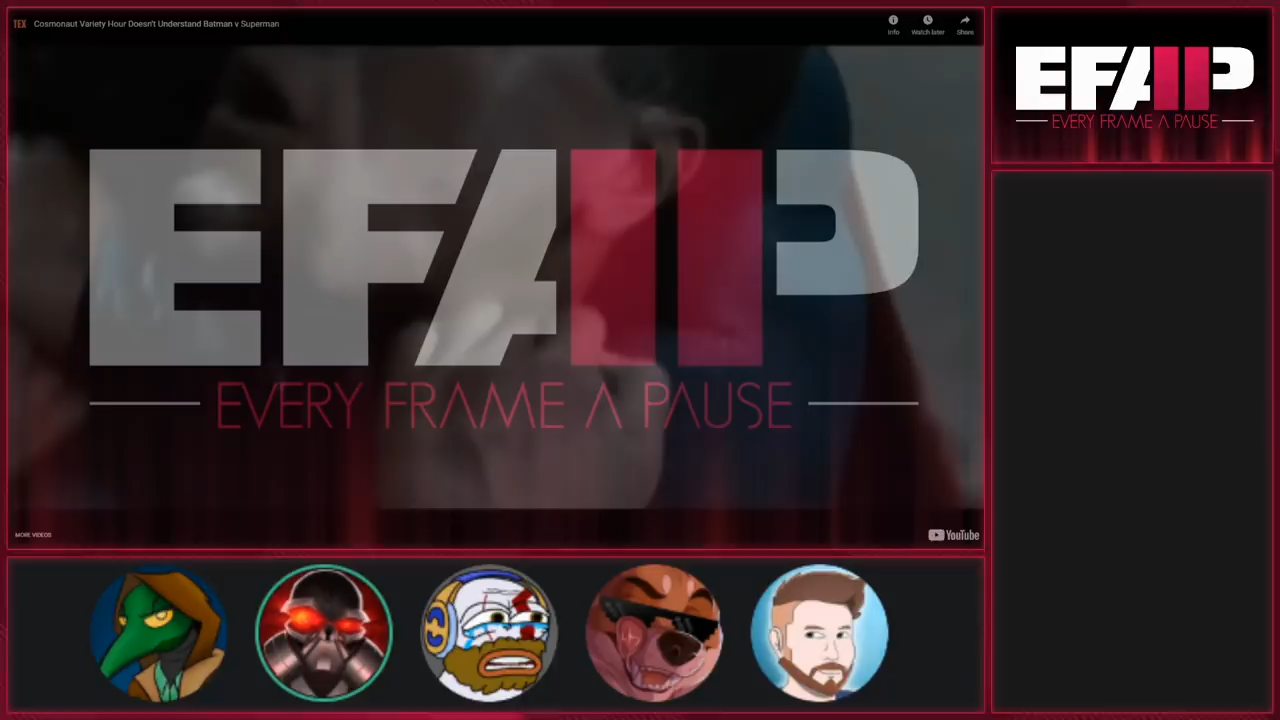 TEX
Cosmonaut Variety Hour Doesn't Understand Batman v Superman
Info
Watch later
Share
EFAP
EVERY FRAME A PAUSE
EFAP
EVERY FRAME A PAUSE
MORE VIDEOS
YouTube